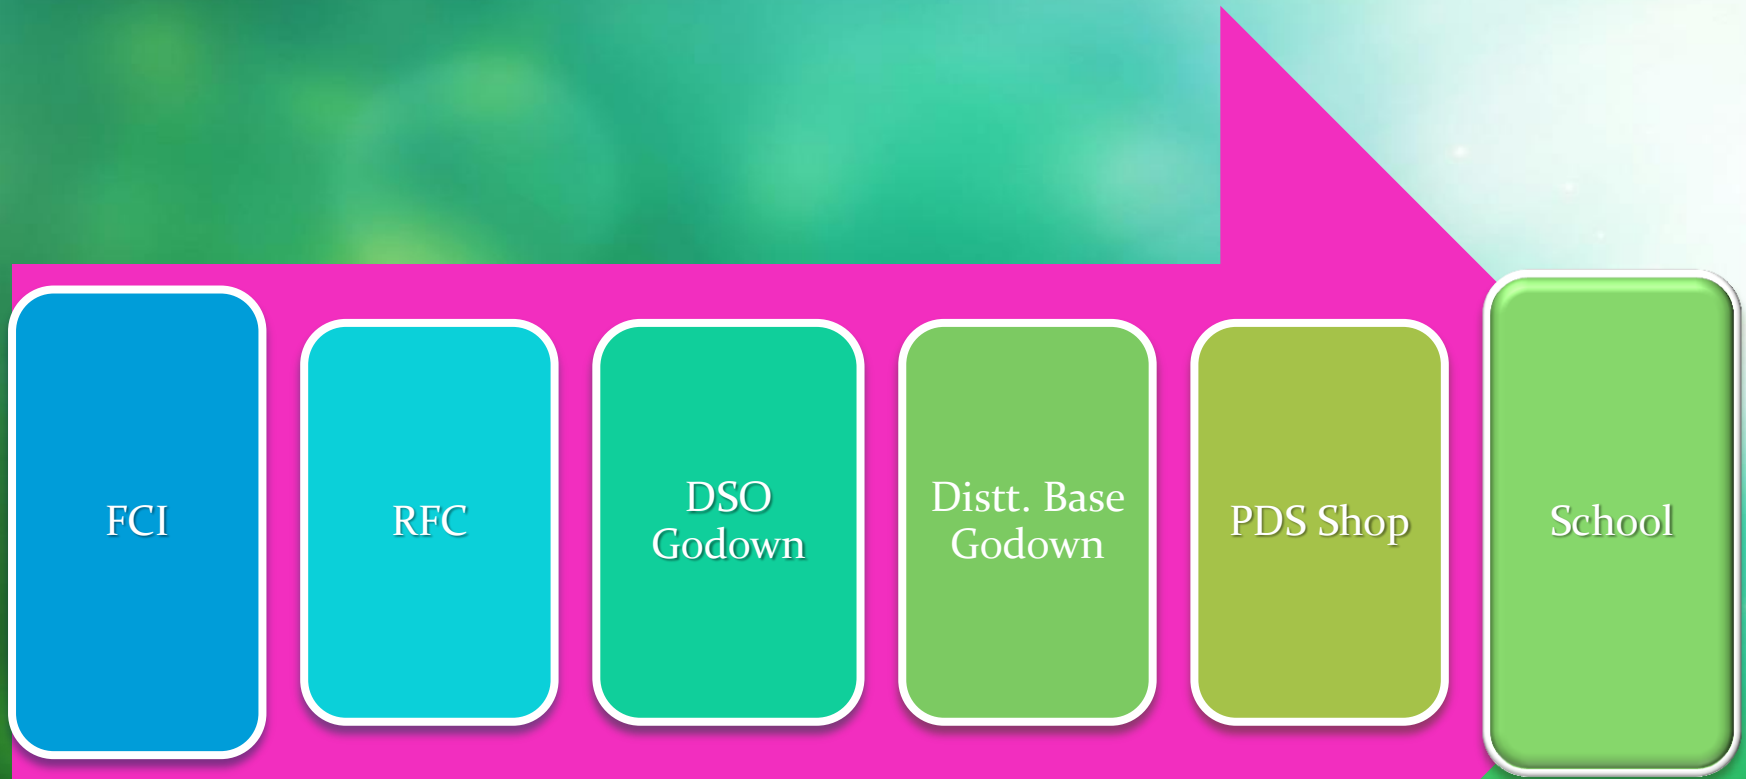 FCI
RFC
DSO
Godown
Distt. Base
Godown
PDS Shop
School